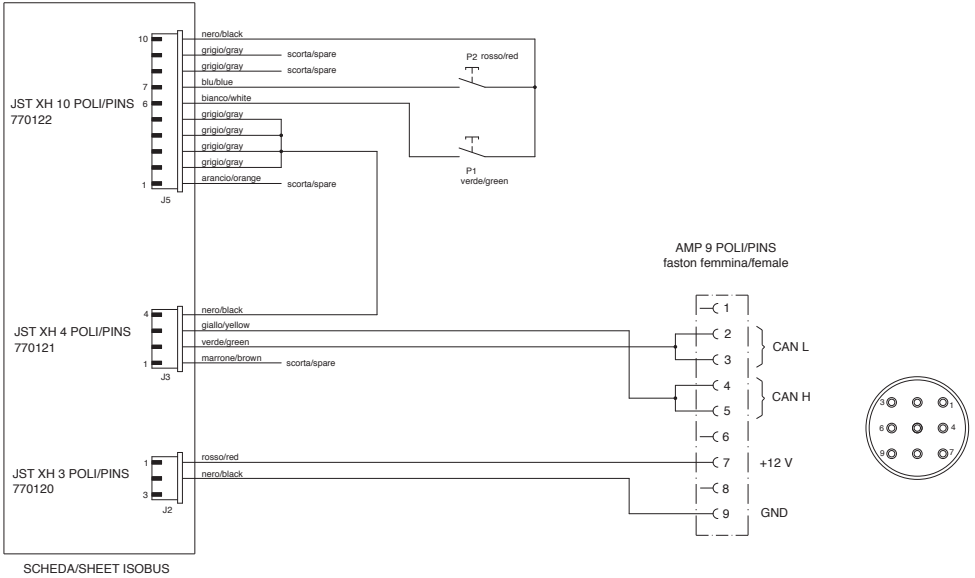 10
nero/black
grigio/gray
scorta/spare
grigio/gray
scorta/spare
P2 rosso/red
7
blu/blue
JST XH 10 POLI/PINS
770122
6
bianco/white
grigio/gray
grigio/gray
grigio/gray
grigio/gray
P1
verde/green
1
arancio/orange
scorta/spare
J5
AMP 9 POLI/PINS
faston femmina/female
4
nero/black
JST XH 4 POLI/PINS
770121
giallo/yellow
verde/green
1
marrone/brown
scorta/spare
J3
1
2
3
CAN L
4
5
CAN H
6
7
+12 V
8
9
GND
3
1
6
4
9
7
JST XH 3 POLI/PINS
770120
1
rosso/red
nero/black
3
J2
SCHEDA/SHEET ISOBUS